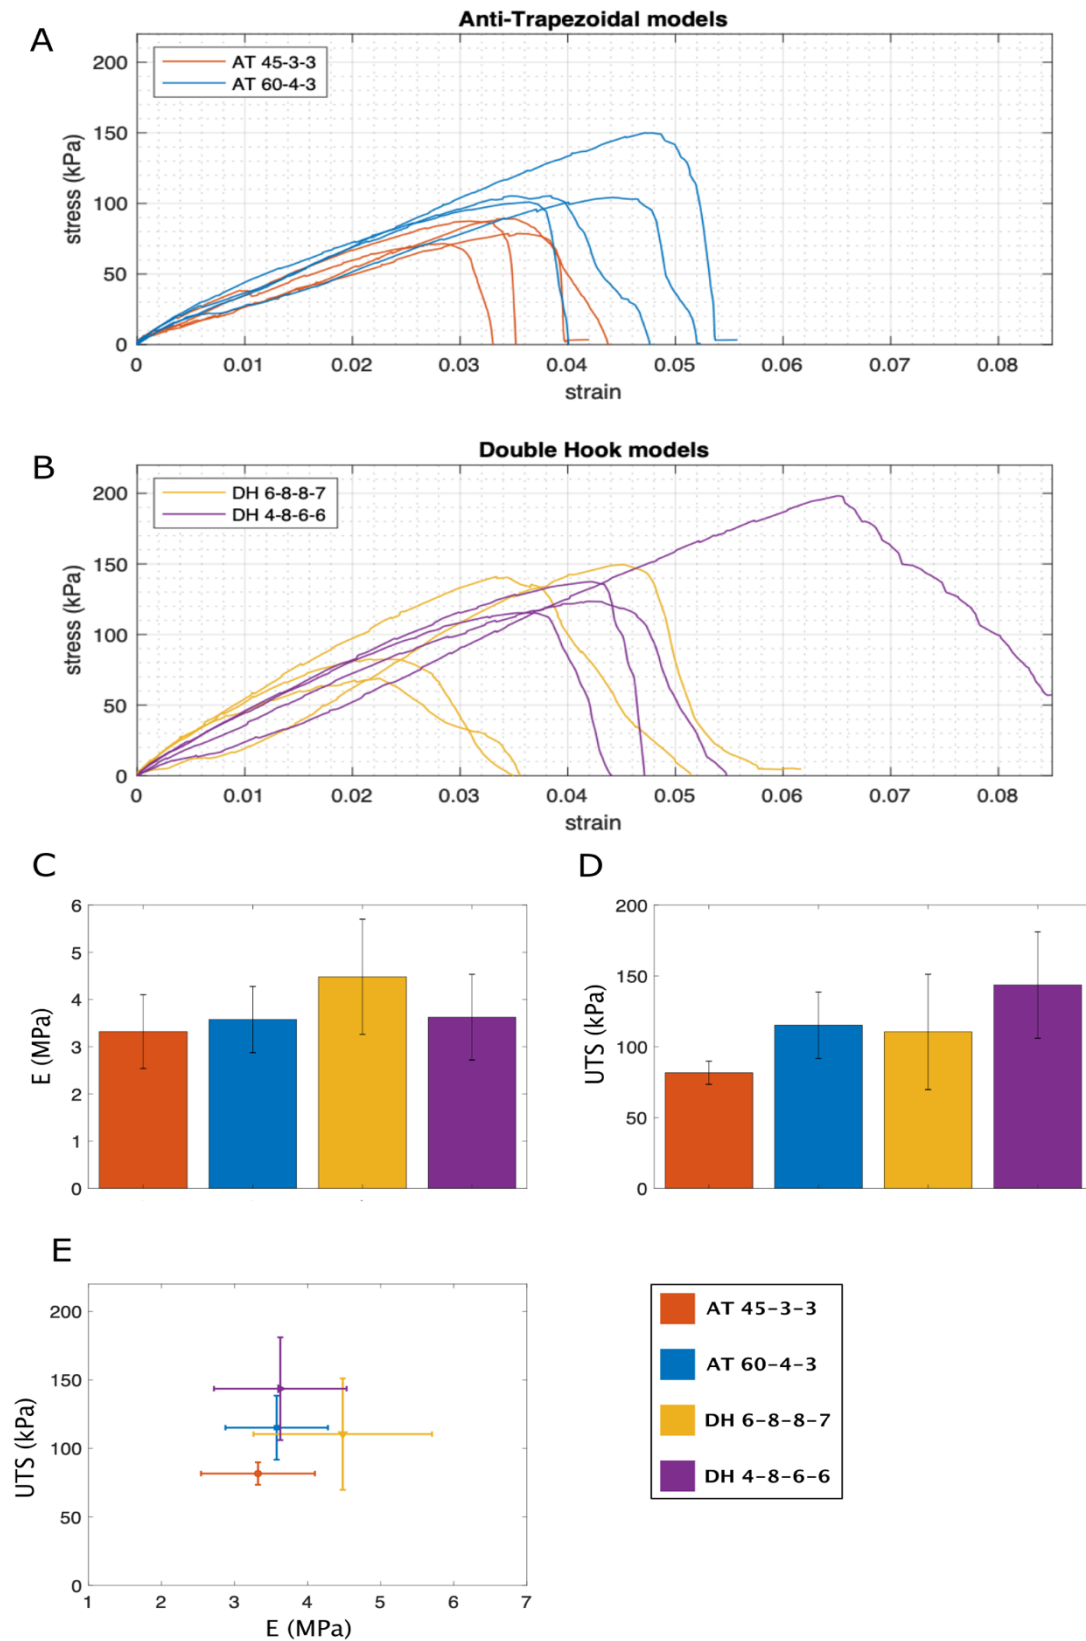 A
Anti-Trapezoidal models
AT 45-3-3
AT 60-4-3
200
150
100
50
0
stress (kPa)
0 0.01 0.02 0.03 0.04 0.05 0.06 0.07 0.08
strain
B
Double Hook models
DH 6-8-8-7
DH 4-8-6-6
200
150
100
50
0
stress (kPa)
0 0.01 0.02 0.03 0.04 0.05 0.06 0.07 0.08
strain
C
6
5
4
3
2
1
0
E (MPa)
D
200
150
100
50
0
UTS (kPa)
E
200
150
100
50
0
UTS (kPa)
1 2 3 4 5 6 7
E (MPa)
AT 45-3-3
AT 60-4-3
DH 6-8-8-7
DH 4-8-6-6